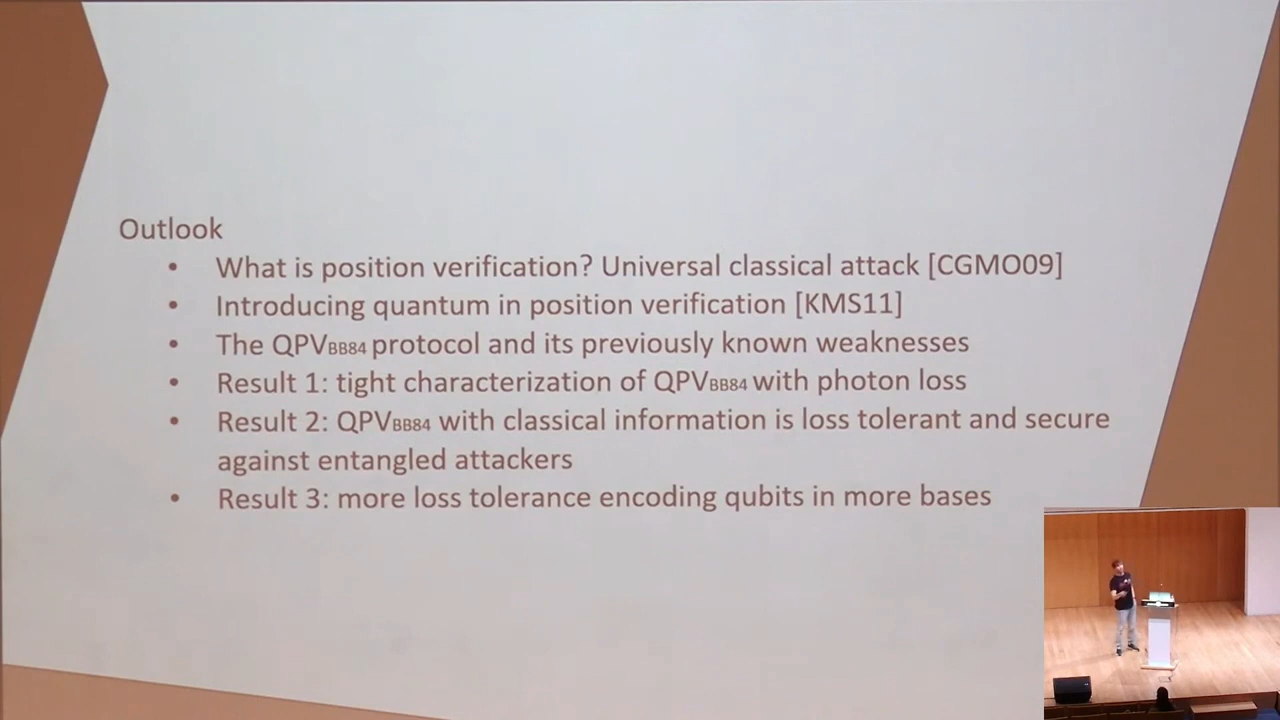 Outlook
• What is position verification? Universal classical attack [CGMO09]
• Introducing quantum in position verification [KMS11]
• The QPVBB84 protocol and its previously known weaknesses
• Result 1: tight characterization of QPVBB84 with photon loss
• Result 2: QPVBB84 with classical information is loss tolerant and secure
against entangled attackers
• Result 3: more loss tolerance encoding qubits in more bases